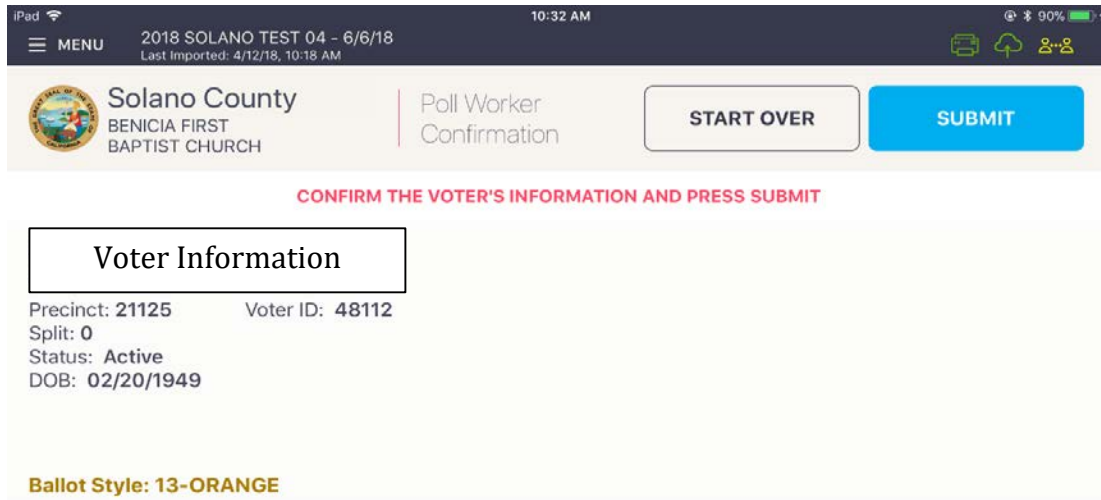 iPad 10:32 AM 90%
MENU 2018 SOLANO TEST 04 - 6/6/18
Last Imported: 4/12/18, 10:18 AM
Solano County
BENICIA FIRST
BAPTIST CHURCH
Poll Worker
Confirmation
START OVER
SUBMIT
CONFIRM THE VOTER'S INFORMATION AND PRESS SUBMIT
Voter Information
Precinct: 21125 Voter ID: 48112
Split: 0
Status: Active
DOB: 02/20/1949
Ballot Style: 13-ORANGE